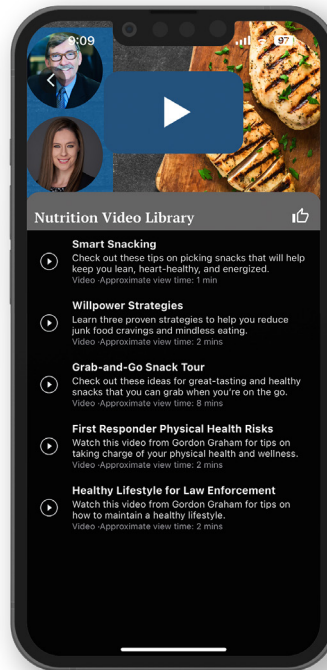 9:09
97
Nutrition Video Library
Smart Snacking
Check out these tips on picking snacks that will help
keep you lean, heart-healthy, and energized.
Video ·Approximate view time: 1 min
Willpower Strategies
Learn three proven strategies to help you reduce
junk food cravings and mindless eating.
Video ·Approximate view time: 2 mins
Grab-and-Go Snack Tour
Check out these ideas for great-tasting and healthy
snacks that you can grab when you're on the go.
Video ·Approximate view time: 8 mins
First Responder Physical Health Risks
Watch this video from Gordon Graham for tips on
taking charge of your physical health and wellness.
Video ·Approximate view time: 2 mins
Healthy Lifestyle for Law Enforcement
Watch this video from Gordon Graham for tips on
how to maintain a healthy lifestyle.
Video ·Approximate view time: 2 mins